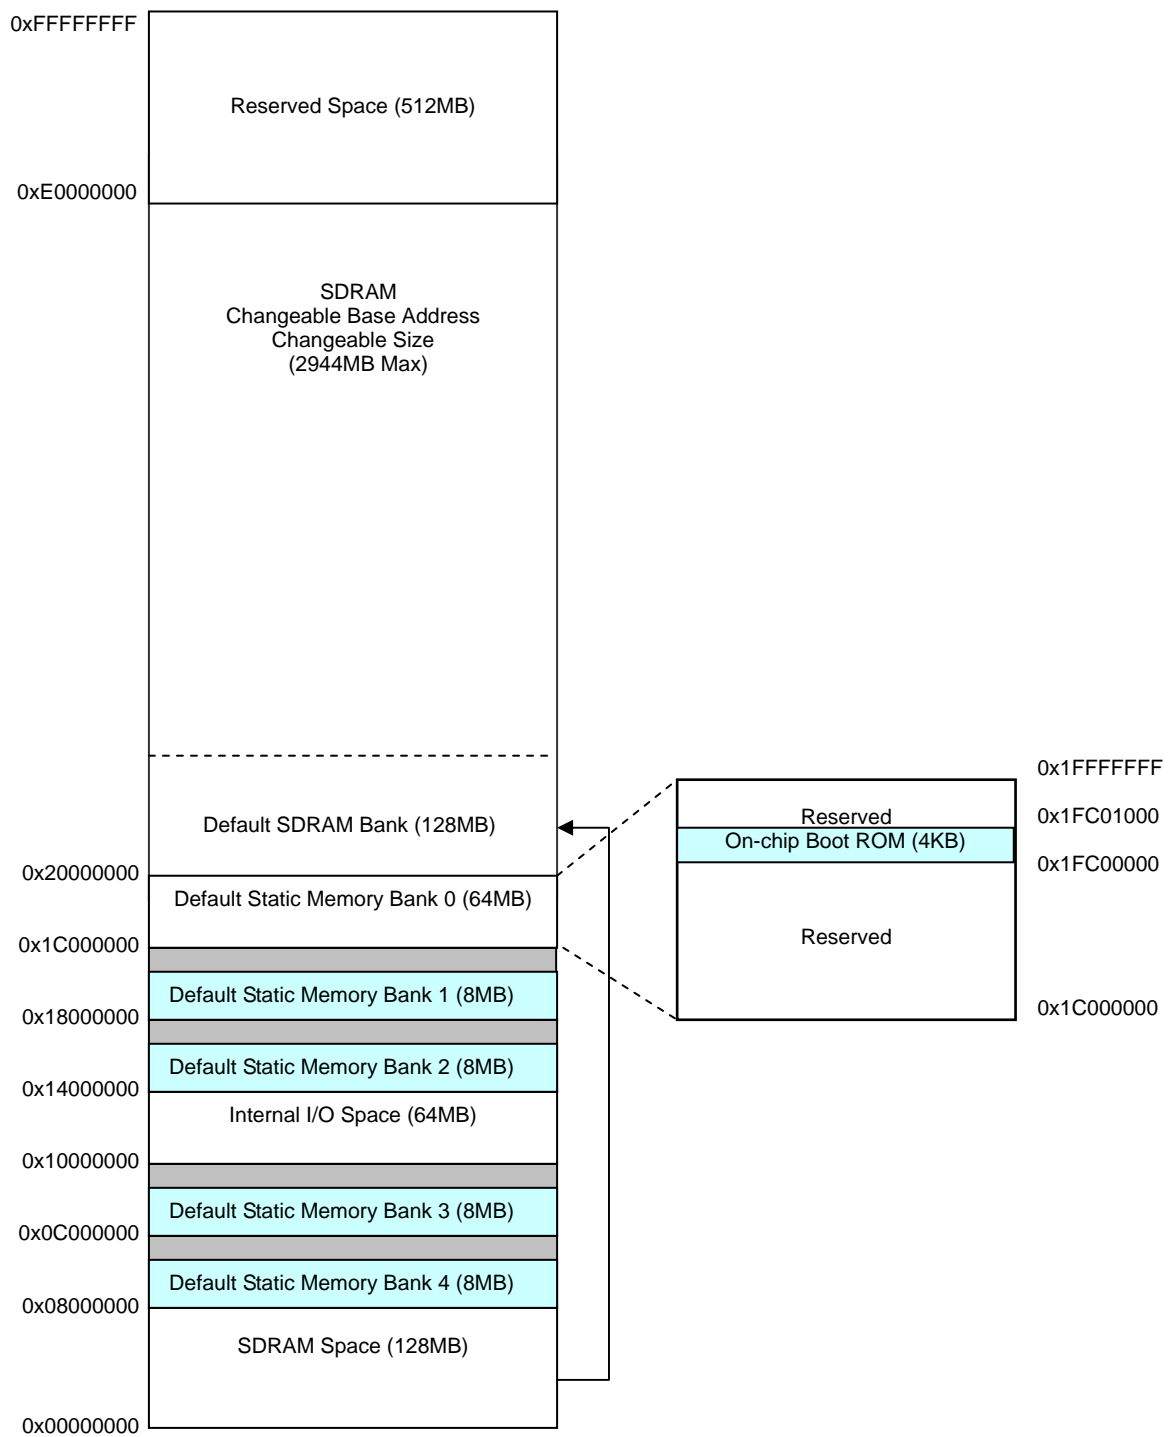 0xFFFFFFFF
Reserved Space (512MB)
0xE0000000
SDRAM
Changeable Base Address
Changeable Size
(2944MB Max)
0x1FFFFFFF
Reserved
0x1FC01000
Default SDRAM Bank (128MB)
On-chip Boot ROM (4KB)
0x1FC00000
0x20000000
Default Static Memory Bank 0 (64MB)
Reserved
0x1C000000
Default Static Memory Bank 1 (8MB)
0x1C000000
0x18000000
Default Static Memory Bank 2 (8MB)
0x14000000
Internal I/O Space (64MB)
0x10000000
Default Static Memory Bank 3 (8MB)
0x0C000000
Default Static Memory Bank 4 (8MB)
0x08000000
SDRAM Space (128MB)
0x00000000